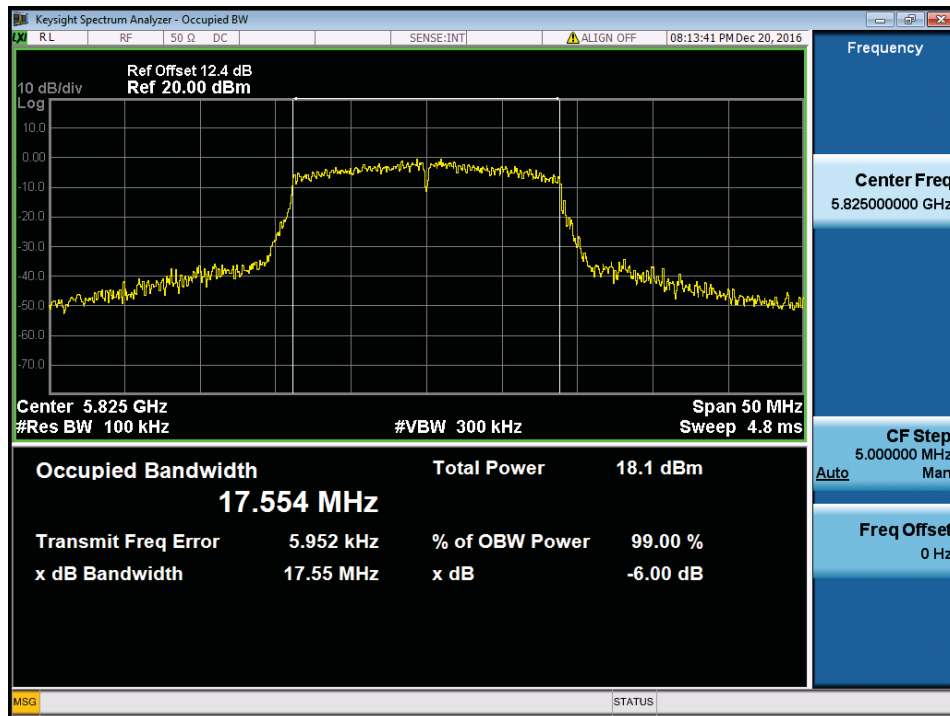 Keysight Spectrum Analyzer - Occupied BW
LXI RL RF 50 Ω DC SENSE:INT ALIGN OFF 08:13:41 PM Dec 20, 2016
Frequency
Ref Offset 12.4 dB
10 dB/div Ref 20.00 dBm
Log
10.0
0.00
-10.0
-20.0
-30.0
-40.0
-50.0
-60.0
-70.0
Center Freq
5.825000000 GHz
Center 5.825 GHz Span 50 MHz
#Res BW 100 kHz #VBW 300 kHz Sweep 4.8 ms
CF Step
5.000000 MHz
Auto Man
Occupied Bandwidth Total Power 18.1 dBm
17.554 MHz
Transmit Freq Error 5.952 kHz % of OBW Power 99.00 %
x dB Bandwidth 17.55 MHz x dB -6.00 dB
Freq Offset
0 Hz
MSG STATUS